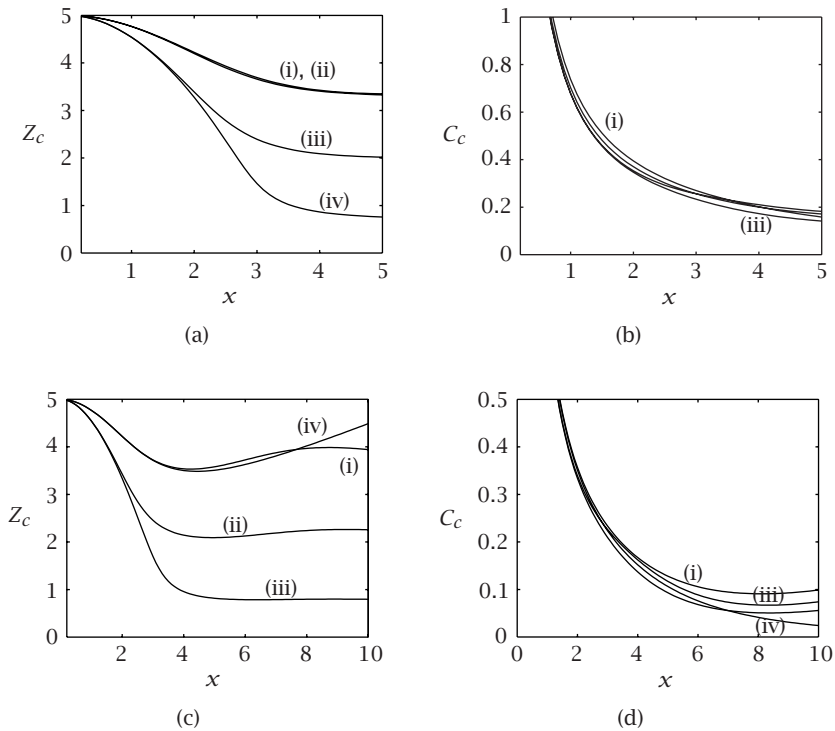 5
4
3
2
1
0
Z_c
(i), (ii)
(iii)
(iv)
1 2 3 4 5
x
(a)
1
0.8
0.6
0.4
0.2
0
C_c
(i)
(iii)
1 2 3 4 5
x
(b)
5
4
3
2
1
0
Z_c
(iv)
(i)
(ii)
(iii)
2 4 6 8 10
x
(c)
0.5
0.4
0.3
0.2
0.1
0
C_c
(i)
(iii)
(iv)
0 2 4 6 8 10
x
(d)